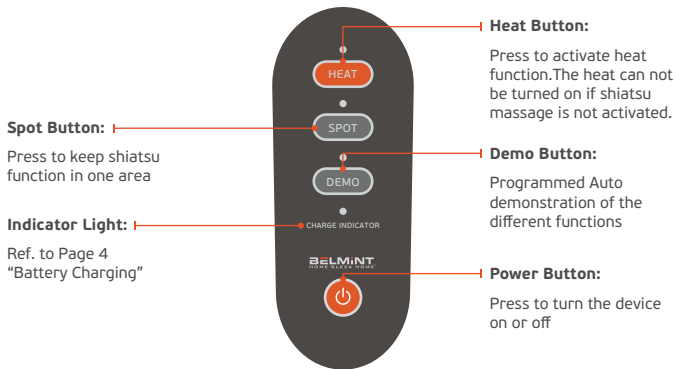 Spot Button:
Press to keep shiatsu
function in one area
Indicator Light:
Ref. to Page 4
“Battery Charging”
HEAT
SPOT
DEMO
CHARGE INDICATOR
BELMiNT
HOME SLEEK HOME
Heat Button:
Press to activate heat
function.The heat can not
be turned on if shiatsu
massage is not activated.
Demo Button:
Programmed Auto
demonstration of the
different functions
Power Button:
Press to turn the device
on or off